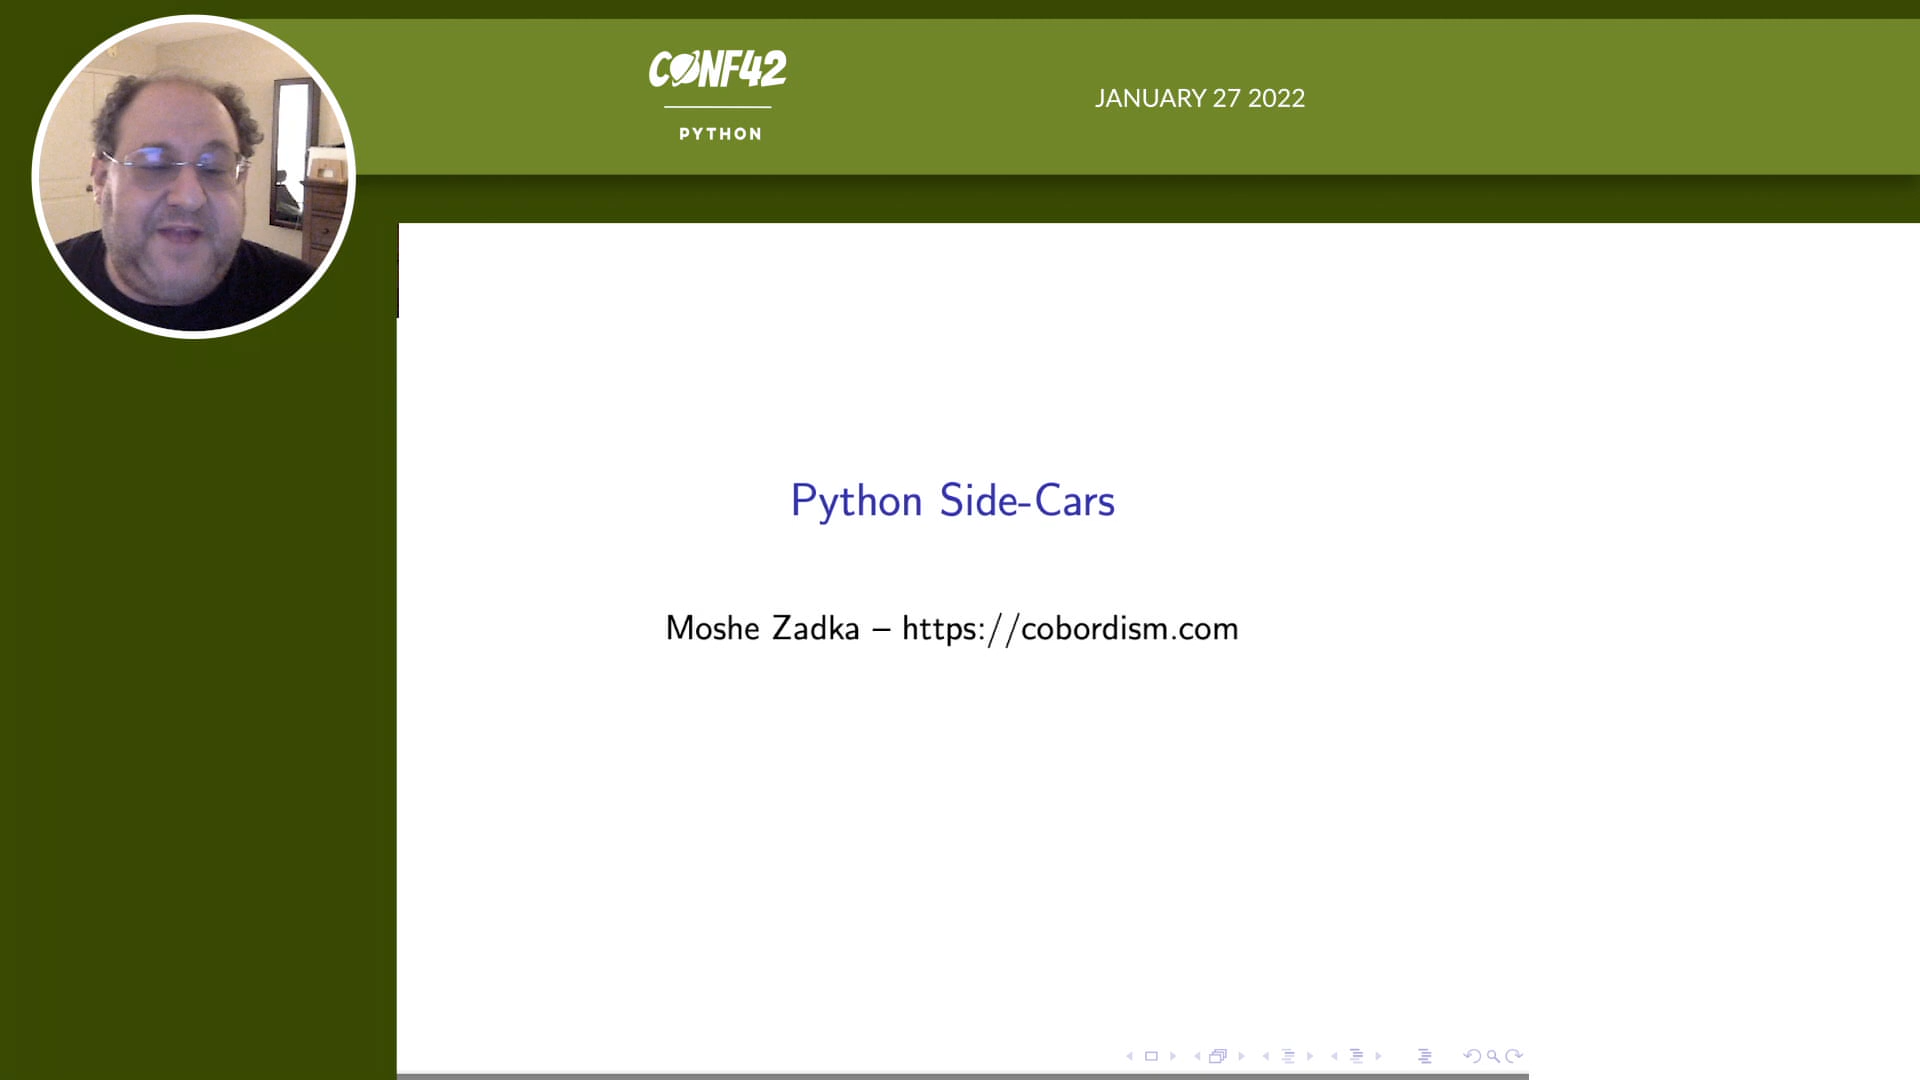 CONF42
PYTHON
JANUARY 27 2022
Python Side-Cars
Moshe Zadka – https://cobordism.com